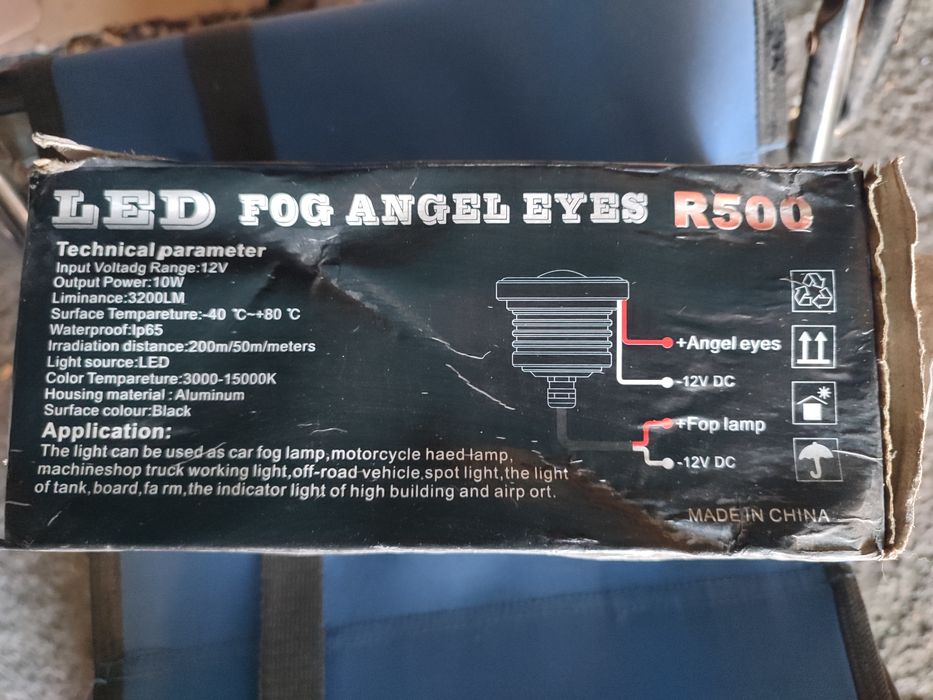 LED FOG ANGEL EYES R500
Technical parameter
Input Voltadg Range:12V
Output Power:10W
Liminance:3200LM
Surface Tempareture:-40 ℃~+80 ℃
Waterproof:Ip65
Irradiation distance:200m/50m/meters
Light source:LED
Color Tempareture:3000-15000K
Housing material : Aluminum
Surface colour:Black
Application:
The light can be used as car fog lamp,motorcycle haed lamp,
machineshop truck working light,off-road vehicle spot light,the light
of tank,board,fa rm,the indicator light of high building and airp ort.
+Angel eyes
-12V DC
+Fop lamp
-12V DC
MADE IN CHINA